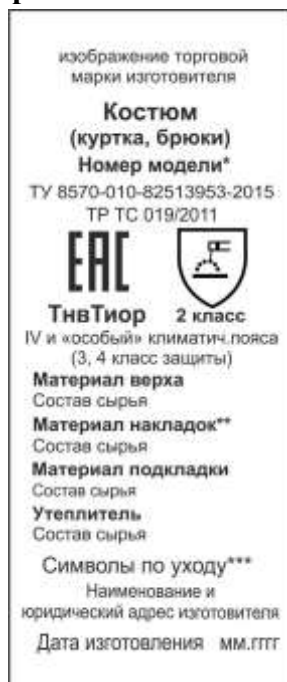 изображение торговой
марки изготовителя
Костюм
(куртка, брюки)
Номер модели*
ТУ 8570-010-82513953-2015
ТР ТС 019/2011
ЕАС
ТнвТиор 2 класс
IV и «особый» климатич.пояса
(3, 4 класс защиты)
Материал верха
Состав сырья
Материал накладок**
Состав сырья
Материал подкладки
Состав сырья
Утеплитель
Состав сырья
Символы по уходу***
Наименование и
юридический адрес изготовителя
Дата изготовления мм.гггг